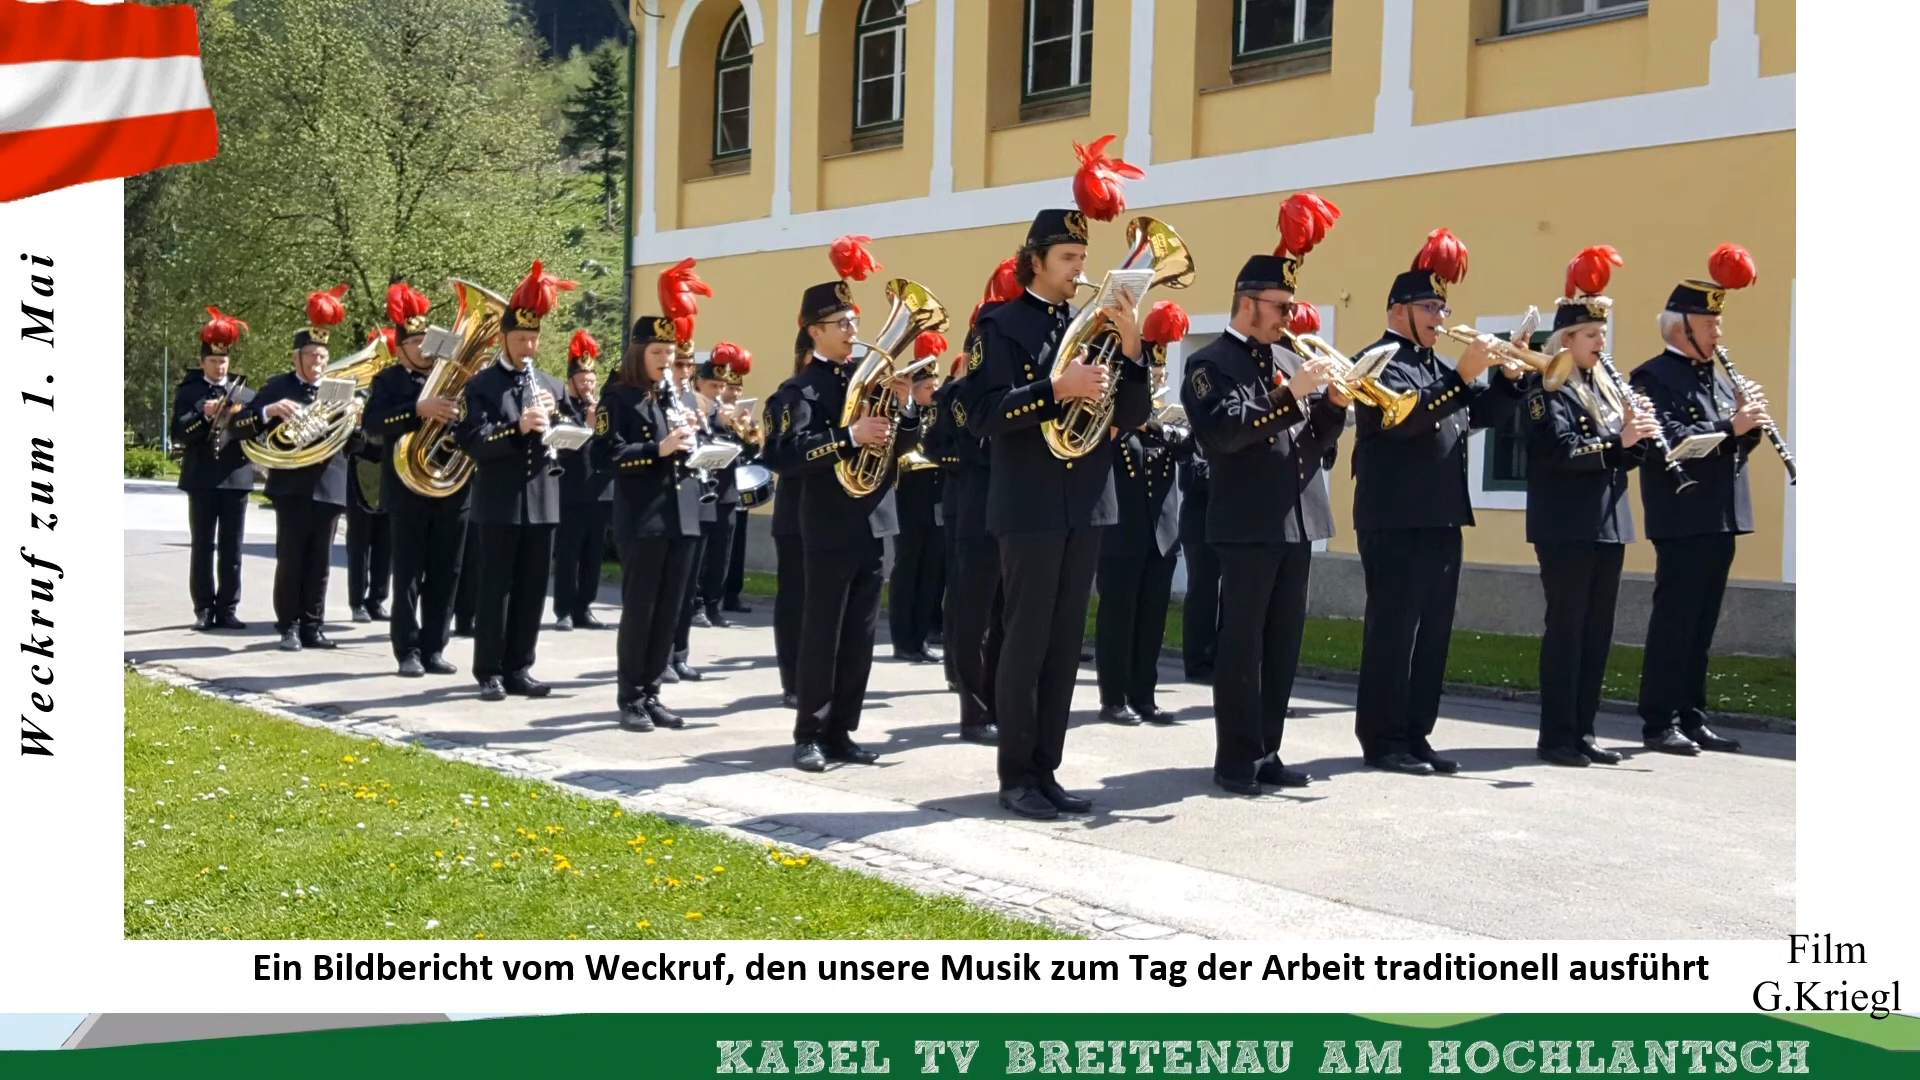 Weckruf zum 1. Mai
Ein Bildbericht vom Weckruf, den unsere Musik zum Tag der Arbeit traditionell ausführt
Film
G.Kriegl
KABEL TV BREITENAU AM HOCHLANTSCH